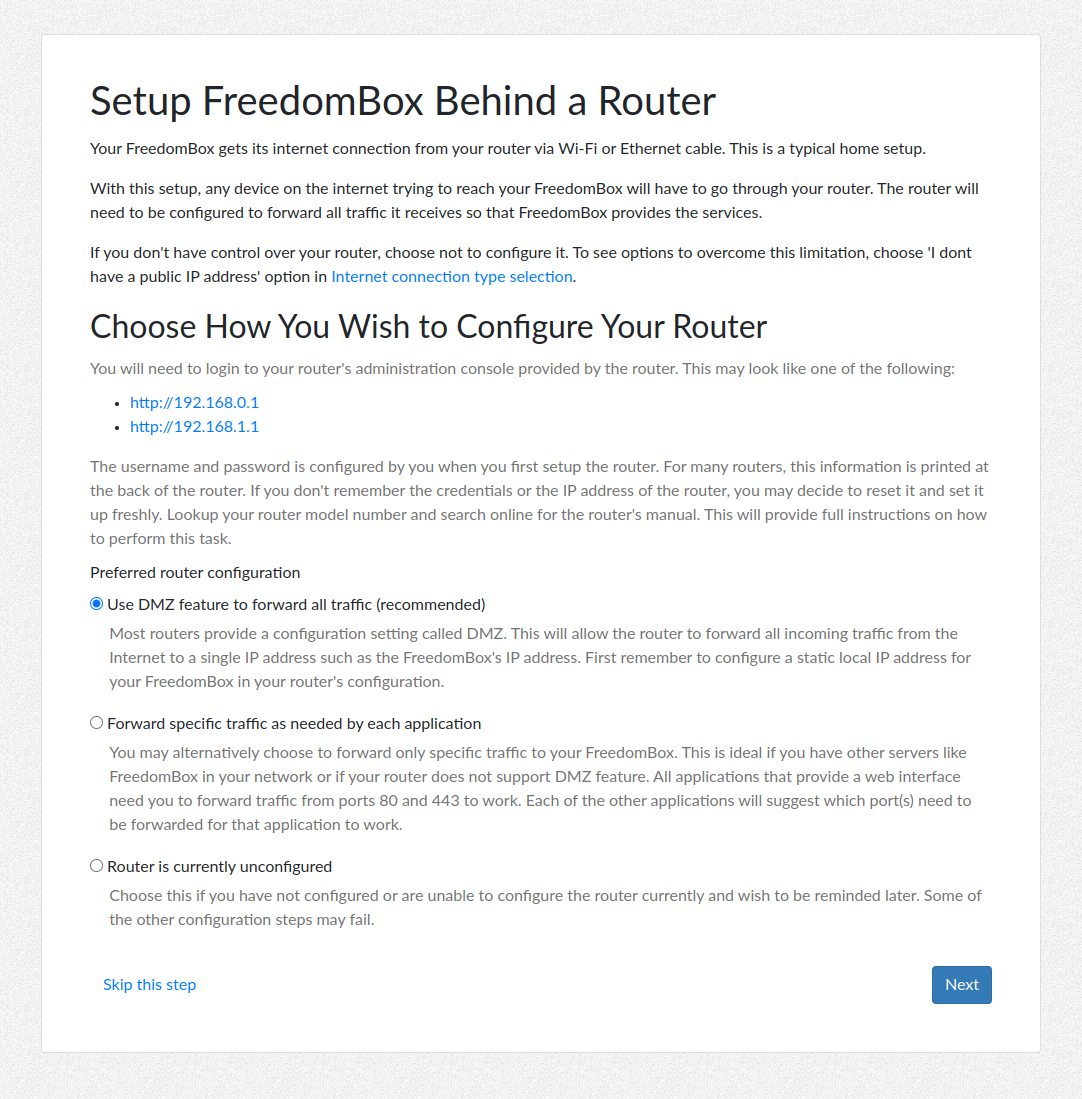 Setup FreedomBox Behind a Router
Your FreedomBox gets its internet connection from your router via Wi-Fi or Ethernet cable. This is a typical home setup.
With this setup, any device on the internet trying to reach your FreedomBox will have to go through your router. The router will
need to be configured to forward all traffic it receives so that FreedomBox provides the services.
If you don't have control over your router, choose not to configure it. To see options to overcome this limitation, choose 'I dont
have a public IP address' option in Internet connection type selection.
Choose How You Wish to Configure Your Router
You will need to login to your router's administration console provided by the router. This may look like one of the following:
• http://192.168.0.1
• http://192.168.1.1
The username and password is configured by you when you first setup the router. For many routers, this information is printed at
the back of the router. If you don't remember the credentials or the IP address of the router, you may decide to reset it and set it
up freshly. Lookup your router model number and search online for the router's manual. This will provide full instructions on how
to perform this task.
Preferred router configuration
Use DMZ feature to forward all traffic (recommended)
Most routers provide a configuration setting called DMZ. This will allow the router to forward all incoming traffic from the
Internet to a single IP address such as the FreedomBox's IP address. First remember to configure a static local IP address for
your FreedomBox in your router's configuration.
Forward specific traffic as needed by each application
You may alternatively choose to forward only specific traffic to your FreedomBox. This is ideal if you have other servers like
FreedomBox in your network or if your router does not support DMZ feature. All applications that provide a web interface
need you to forward traffic from ports 80 and 443 to work. Each of the other applications will suggest which port(s) need to
be forwarded for that application to work.
Router is currently unconfigured
Choose this if you have not configured or are unable to configure the router currently and wish to be reminded later. Some of
the other configuration steps may fail.
Skip this step
Next